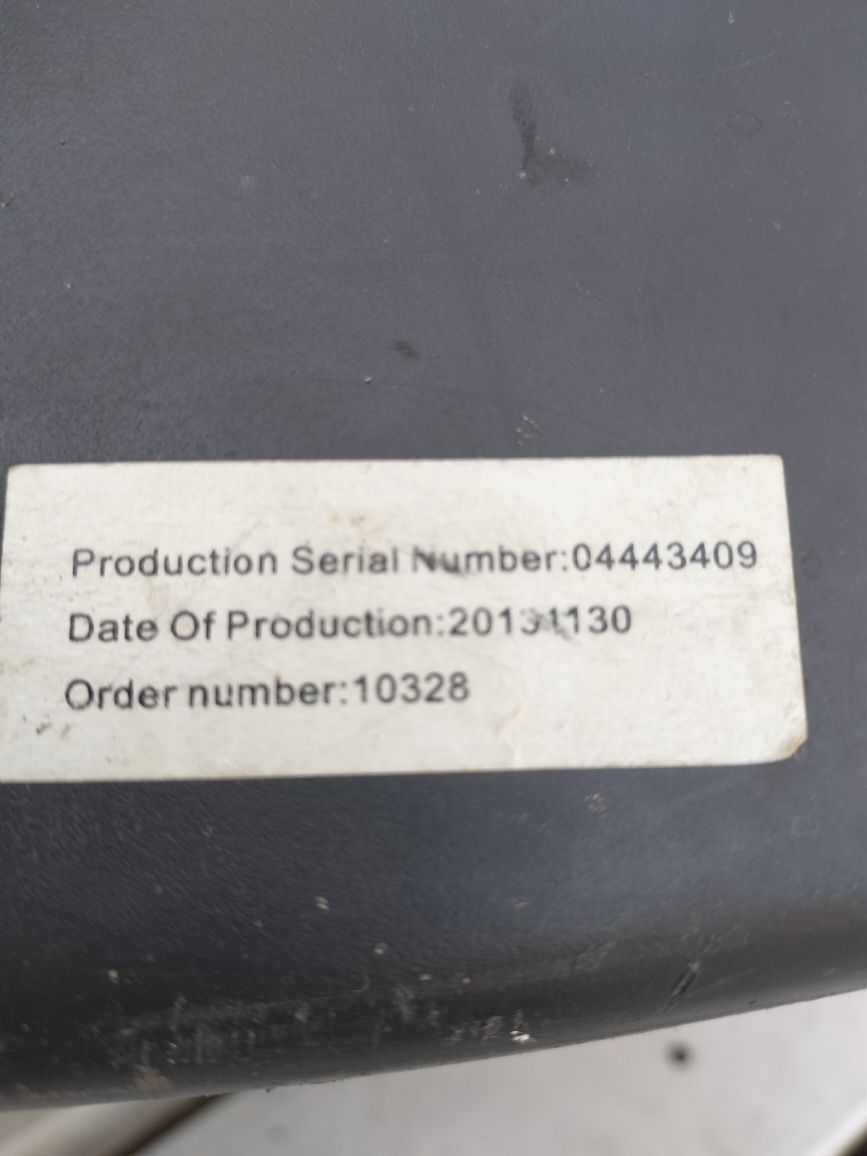 Production Serial Number:04443409
Date Of Production:20131130
Order number:10328